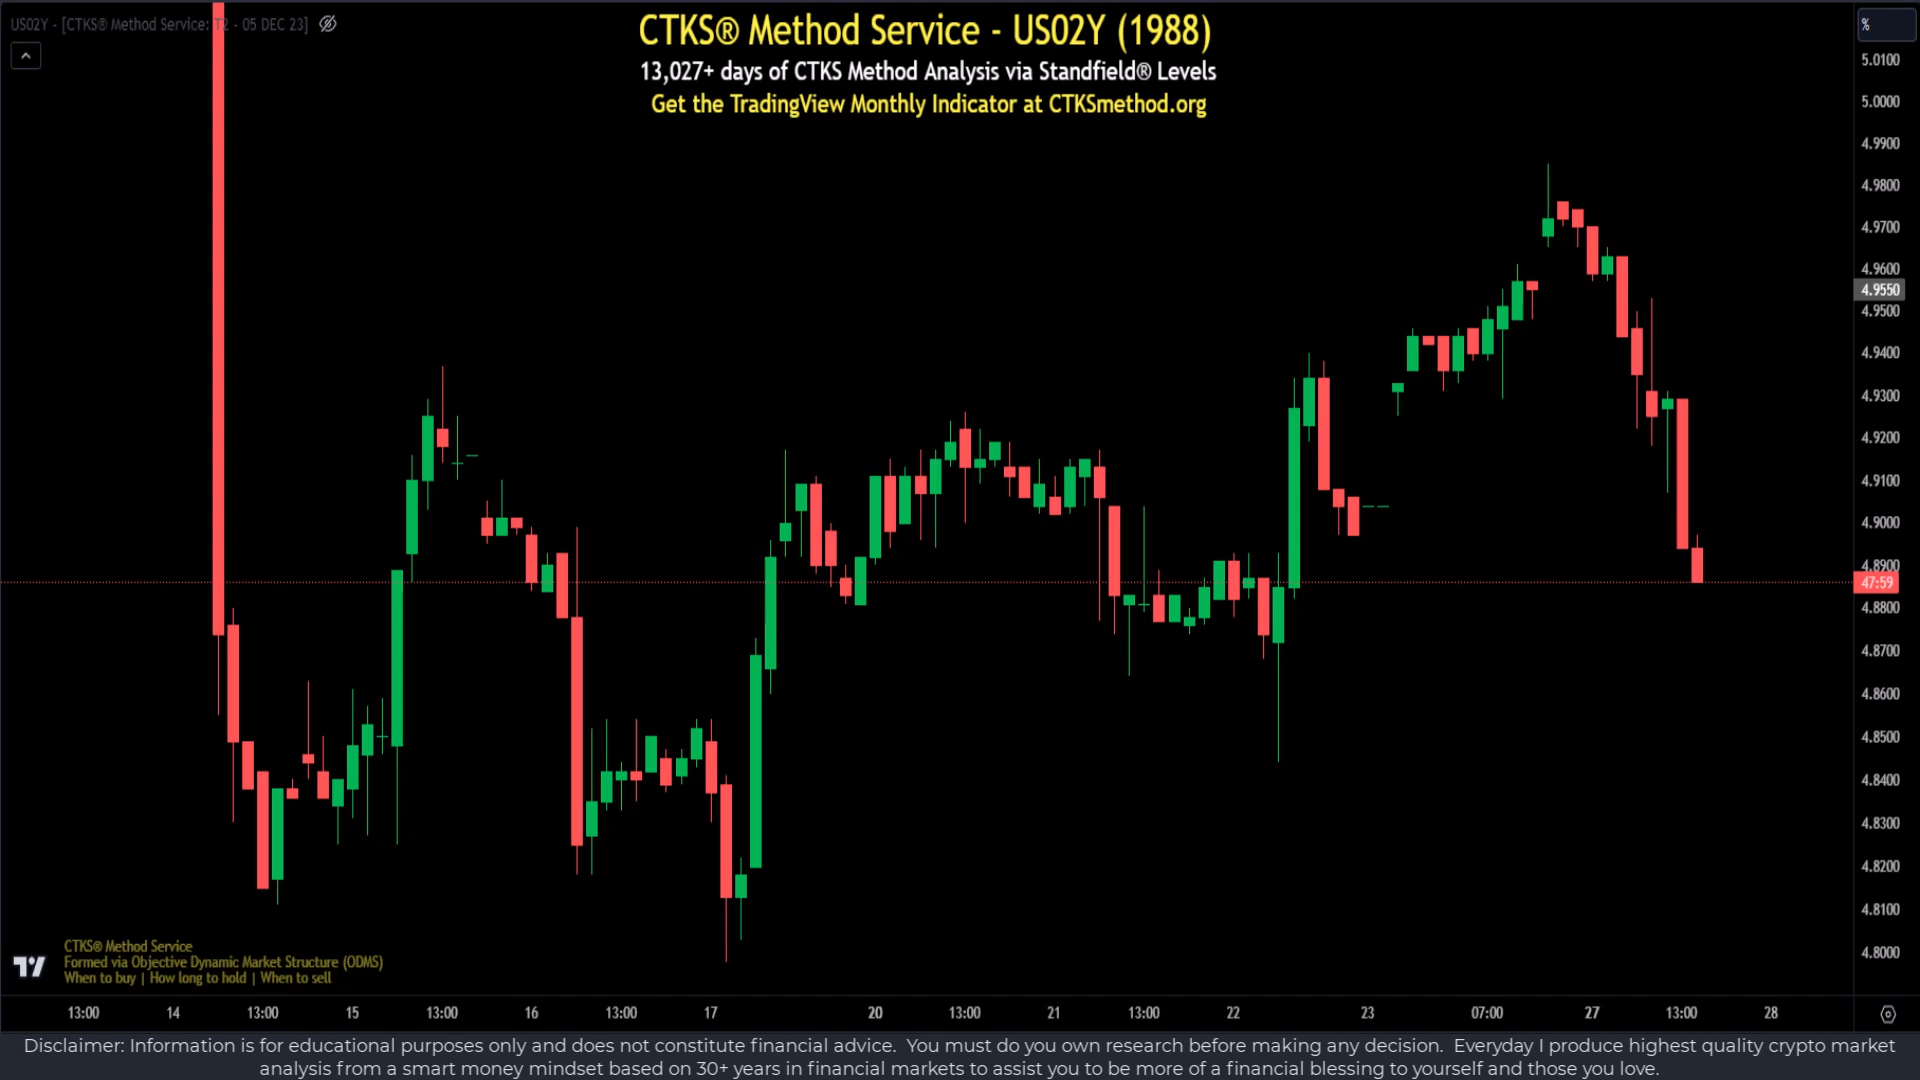 US02Y - [CTKS® Method Service: T2 - 05 DEC 23]
CTKS® Method Service - US02Y (1988)
13,027+ days of CTKS Method Analysis via Standfield® Levels
Get the TradingView Monthly Indicator at CTKSmethod.org
%
5.0100
5.0000
4.9900
4.9800
4.9700
4.9600
4.9550
4.9500
4.9400
4.9300
4.9200
4.9100
4.9000
4.8900
47:59
4.8800
4.8700
4.8600
4.8500
4.8400
4.8300
4.8200
4.8100
4.8000
CTKS® Method Service
Formed via Objective Dynamic Market Structure (ODMS)
When to buy | How long to hold | When to sell
13:00 14 13:00 15 13:00 16 13:00 17 20 13:00 21 13:00 22 23 07:00 27 13:00 28
Disclaimer: Information is for educational purposes only and does not constitute financial advice. You must do you own research before making any decision. Everyday I produce highest quality crypto market
analysis from a smart money mindset based on 30+ years in financial markets to assist you to be more of a financial blessing to yourself and those you love.